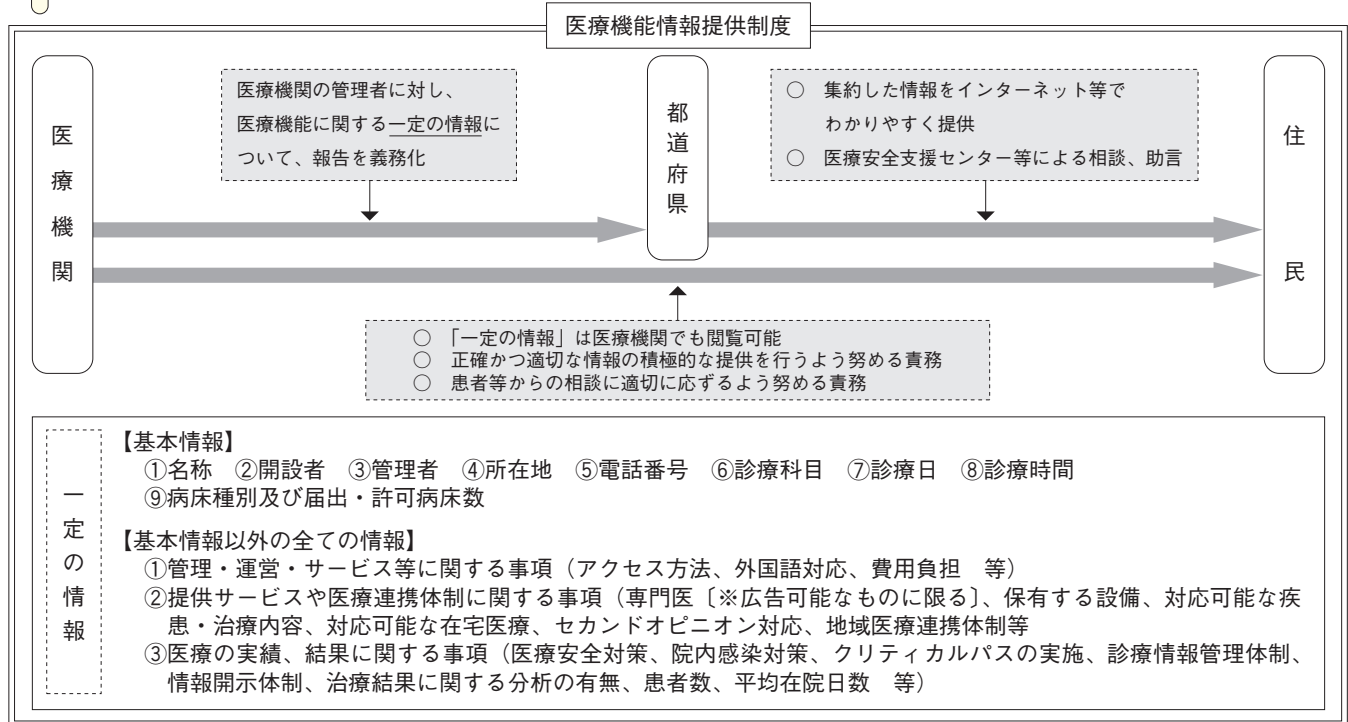 医療機能情報提供制度
医療機関
医療機関の管理者に対し、
医療機能に関する一定の情報に
ついて、報告を義務化
都道府県
○ 集約した情報をインターネット等で
わかりやすく提供
○ 医療安全支援センター等による相談、助言
住民
○ 「一定の情報」は医療機関でも閲覧可能
○ 正確かつ適切な情報の積極的な提供を行うよう努める責務
○ 患者等からの相談に適切に応ずるよう努める責務
一定の情報
【基本情報】
①名称 ②開設者 ③管理者 ④所在地 ⑤電話番号 ⑥診療科目 ⑦診療日 ⑧診療時間
⑨病床種別及び届出・許可病床数
【基本情報以外の全ての情報】
①管理・運営・サービス等に関する事項（アクセス方法、外国語対応、費用負担 等）
②提供サービスや医療連携体制に関する事項（専門医〔※広告可能なものに限る〕、保有する設備、対応可能な疾
患・治療内容、対応可能な在宅医療、セカンドオピニオン対応、地域医療連携体制等
③医療の実績、結果に関する事項（医療安全対策、院内感染対策、クリティカルパスの実施、診療情報管理体制、
情報開示体制、治療結果に関する分析の有無、患者数、平均在院日数 等）